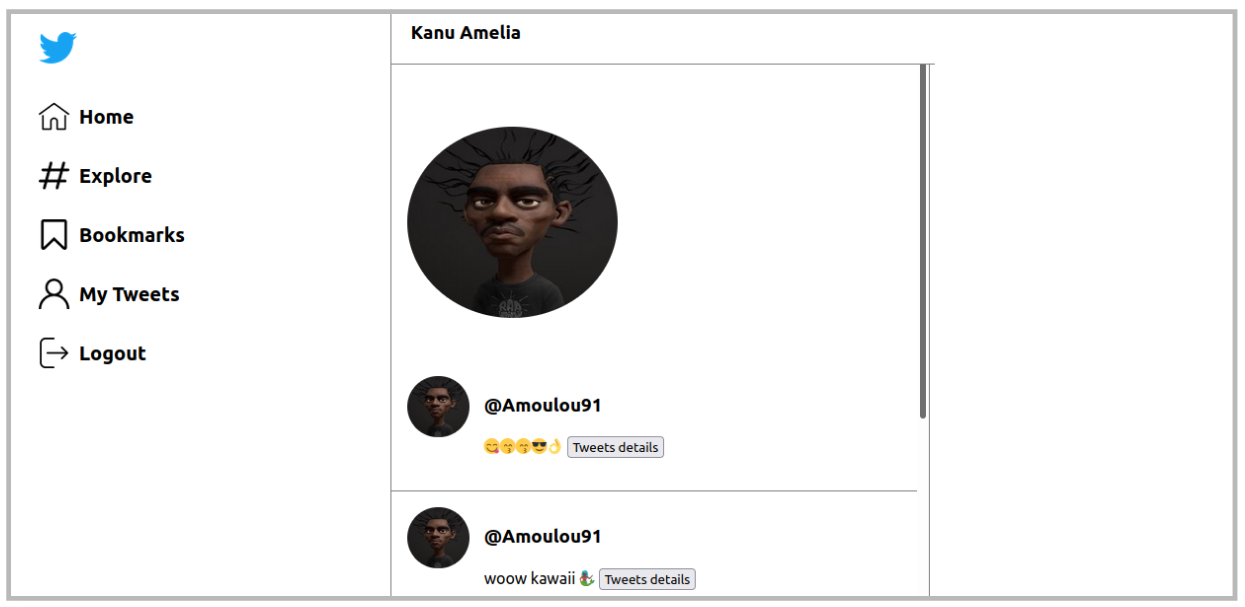 Kanu Amelia
Home
Explore
Bookmarks
My Tweets
Logout
@Amoulou91
😋😙😙😎👌 Tweets details
@Amoulou91
woow kawaii 🧜‍♂️ Tweets details